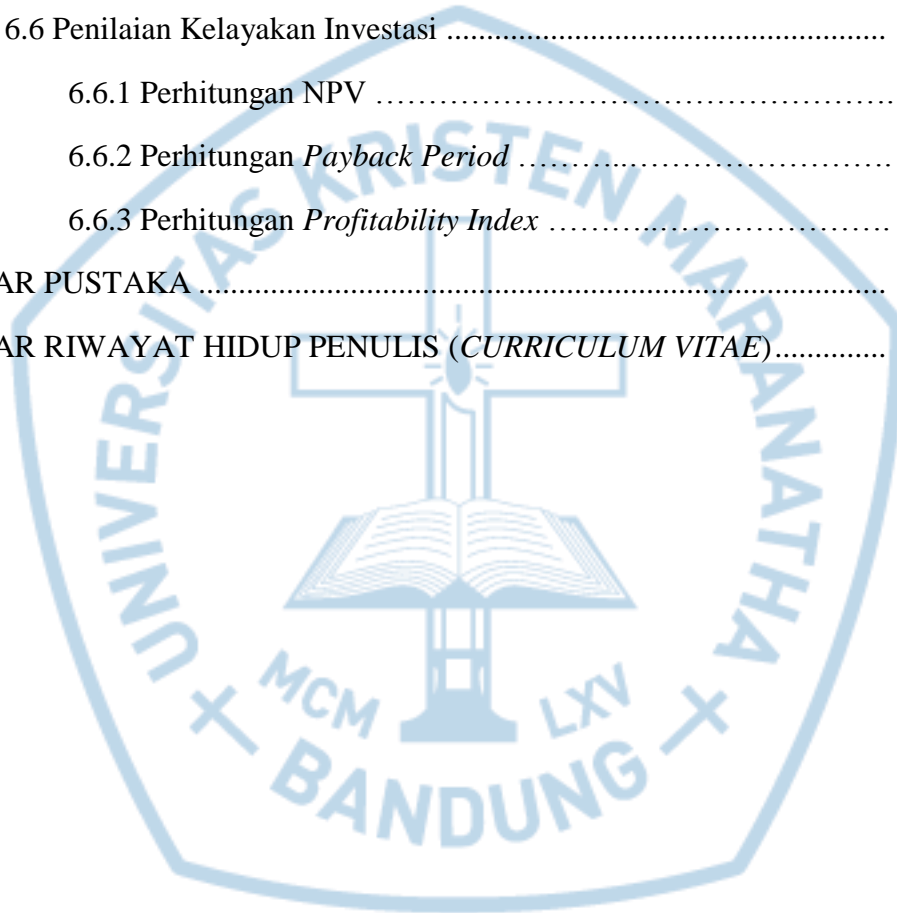 6.6 Penilaian Kelayakan Investasi ......................................................
6.6.1 Perhitungan NPV ………………………………………….
6.6.2 Perhitungan Payback Period ………...…………………….
6.6.3 Perhitungan Profitability Index …………………………….
AR PUSTAKA ......................................................................................
AR RIWAYAT HIDUP PENULIS (CURRICULUM VITAE)..............
UNIVERSITAS KRISTEN MARANATHA
MCM LXV
BANDUNG